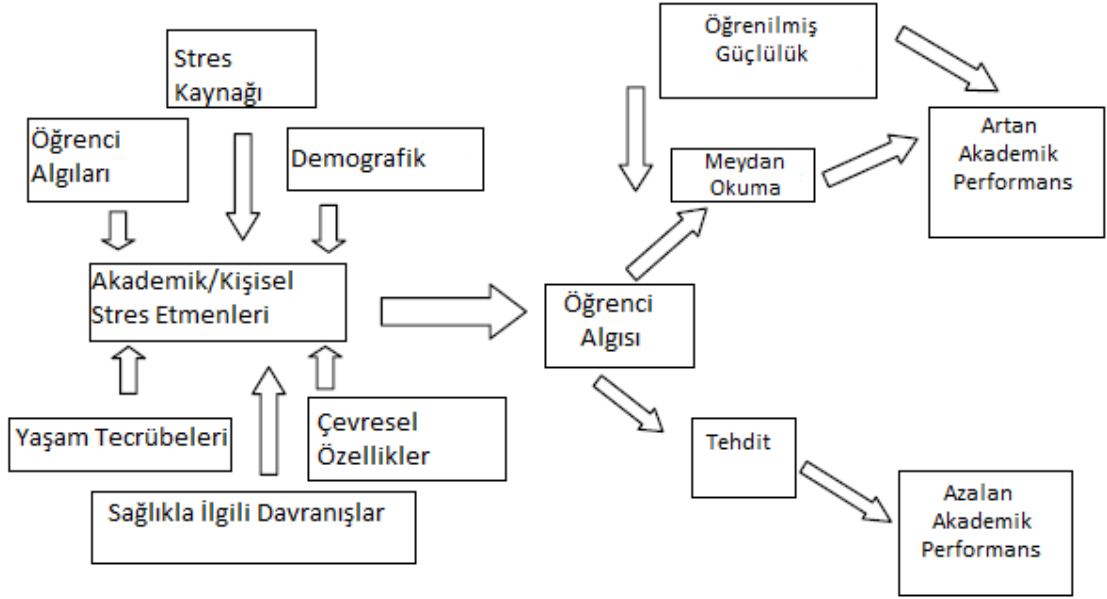 Öğrenilmiş
Güçlülük
Stres
Kaynağı
Artan
Akademik
Performans
Öğrenci
Algıları
Demografik
Meydan
Okuma
Akademik/Kişisel
Stres Etmenleri
Öğrenci
Algısı
Yaşam Tecrübeleri
Çevresel
Özellikler
Tehdit
Sağlıkla İlgili Davranışlar
Azalan
Akademik
Performans